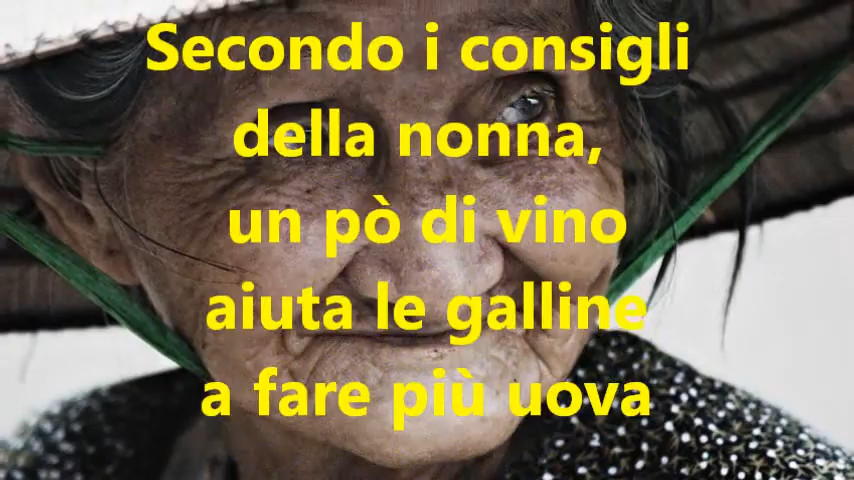 Secondo i consigli
della nonna,
un pò di vino
aiuta le galline
a fare più uova